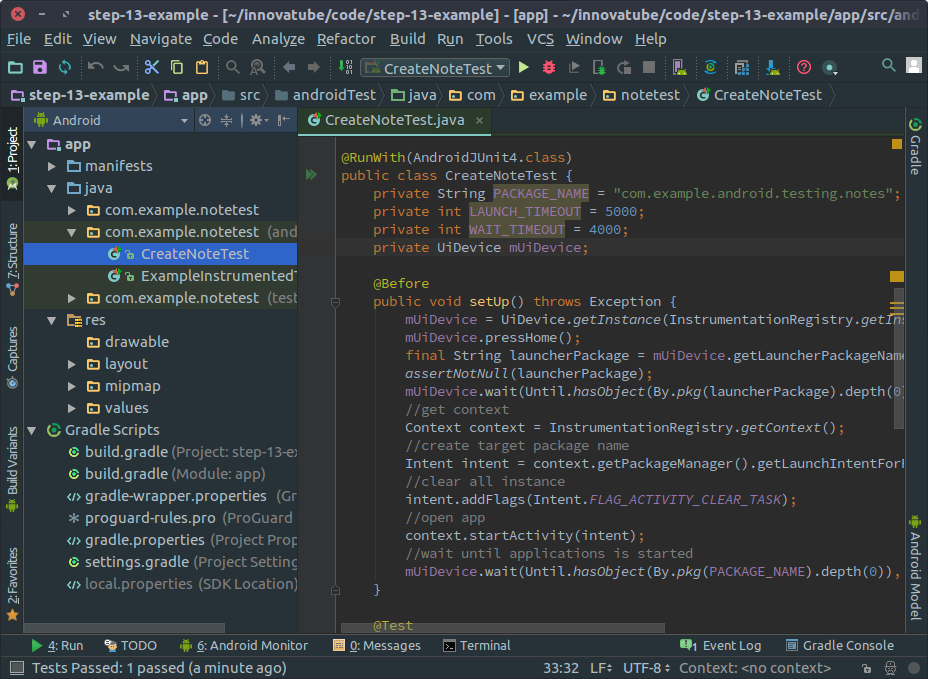 step-13-example - [~/innovatube/code/step-13-example] - [app] - ~/innovatube/code/step-13-example/app/src/and
File Edit View Navigate Code Analyze Refactor Build Run Tools VCS Window Help
CreateNoteTest
step-13-example app src androidTest java com example notetest CreateNoteTest
Android
CreateNoteTest.java ×
1: Project
7: Structure
Captures
Build Variants
2: Favorites
app
manifests
java
com.example.notetest
com.example.notetest (and
CreateNoteTest
ExampleInstrumentedT
com.example.notetest (test
res
drawable
layout
mipmap
values
Gradle Scripts
build.gradle (Project: step-13-ex
build.gradle (Module: app)
gradle-wrapper.properties (Gr
proguard-rules.pro (ProGuard
gradle.properties (Project Prop
settings.gradle (Project Setting
local.properties (SDK Location)
@RunWith(AndroidJUnit4.class)
public class CreateNoteTest {
private String PACKAGE_NAME = "com.example.android.testing.notes";
private int LAUNCH_TIMEOUT = 5000;
private int WAIT_TIMEOUT = 4000;
private UiDevice mUiDevice;
@Before
public void setUp() throws Exception {
mUiDevice = UiDevice.getInstance(InstrumentationRegistry.getIns
mUiDevice.pressHome();
final String launcherPackage = mUiDevice.getLauncherPackageName
assertNotNull(launcherPackage);
mUiDevice.wait(Until.hasObject(By.pkg(launcherPackage).depth(0)
//get context
Context context = InstrumentationRegistry.getContext();
//create target package name
Intent intent = context.getPackageManager().getLaunchIntentForP
//clear all instance
intent.addFlags(Intent.FLAG_ACTIVITY_CLEAR_TASK);
//open app
context.startActivity(intent);
//wait until applications is started
mUiDevice.wait(Until.hasObject(By.pkg(PACKAGE_NAME).depth(0)),
}
@Test
Gradle
Android Model
4: Run TODO 6: Android Monitor 0: Messages Terminal 1 Event Log Gradle Console
Tests Passed: 1 passed (a minute ago) 33:32 LF UTF-8 Context: <no context>